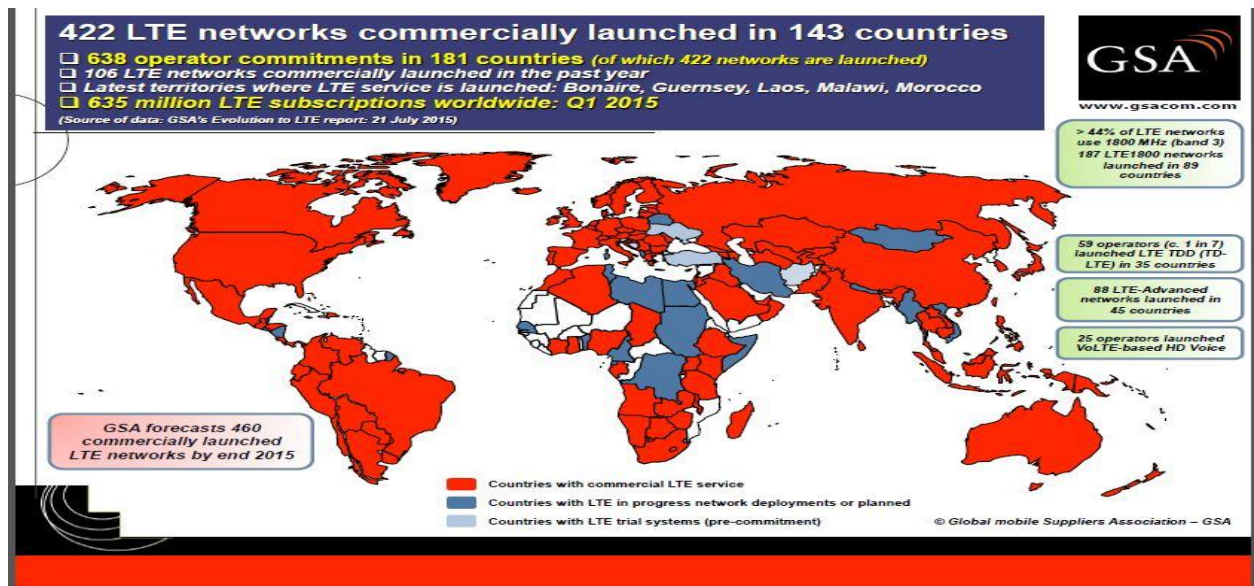 422 LTE networks commercially launched in 143 countries
❑ 638 operator commitments in 181 countries (of which 422 networks are launched)
❑ 106 LTE networks commercially launched in the past year
❑ Latest territories where LTE service is launched: Bonaire, Guernsey, Laos, Malawi, Morocco
❑ 635 million LTE subscriptions worldwide: Q1 2015
(Source of data: GSA's Evolution to LTE report: 21 July 2015)
GSA
www.gsacom.com
> 44% of LTE networks
use 1800 MHz (band 3)
187 LTE1800 networks
launched in 89
countries
59 operators (c. 1 in 7)
launched LTE TDD (TD-
LTE) in 35 countries
88 LTE-Advanced
networks launched in
45 countries
25 operators launched
VoLTE-based HD Voice
GSA forecasts 460
commercially launched
LTE networks by end 2015
Countries with commercial LTE service
Countries with LTE in progress network deployments or planned
Countries with LTE trial systems (pre-commitment)
© Global mobile Suppliers Association – GSA